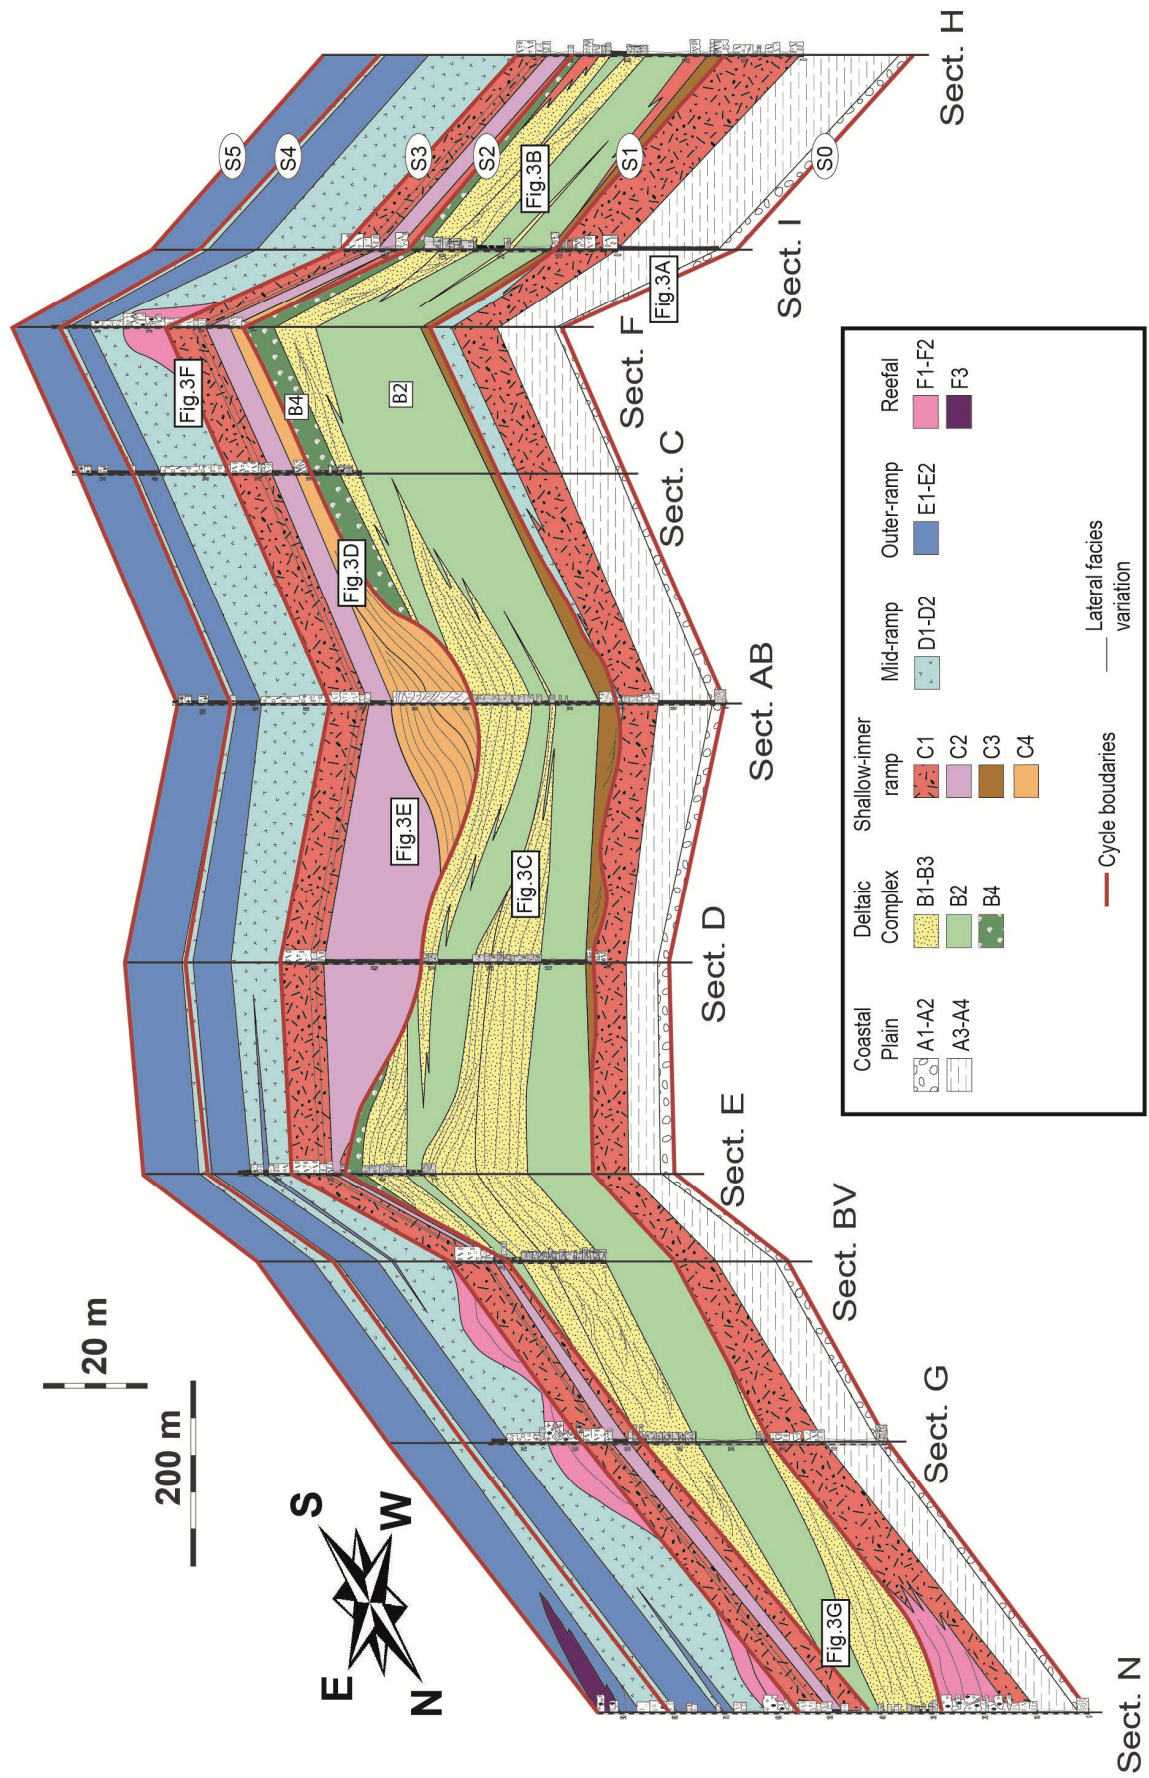 S5
S4
S3
S2
S1
S0
Fig.3B
Fig.3A
Fig.3F
B4
B2
Fig.3D
Fig.3E
Fig.3C
Fig.3G
Sect. H
Sect. I
Sect. F
Sect. C
Sect. AB
Sect. D
Sect. E
Sect. BV
Sect. G
Sect. N
20 m
200 m
S
W
E
N
Coastal
Plain
A1-A2
A3-A4
Deltaic
Complex
B1-B3
B2
B4
Shallow-inner
ramp
C1
C2
C3
C4
Mid-ramp
D1-D2
Outer-ramp
E1-E2
Reefal
F1-F2
F3
Cycle boudaries
Lateral facies
variation